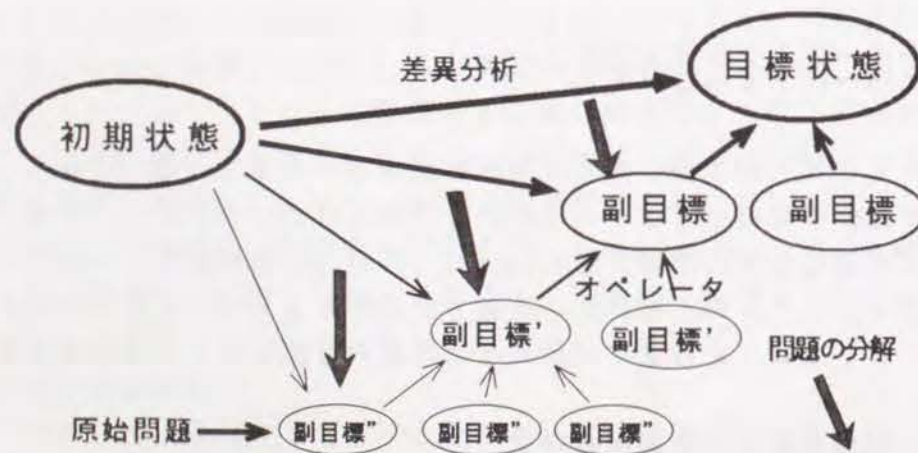 目標状態
差異分析
初期状態
副目標
副目標
オペレータ
副目標'
副目標'
問題の分解
原始問題
副目標"
副目標"
副目標"